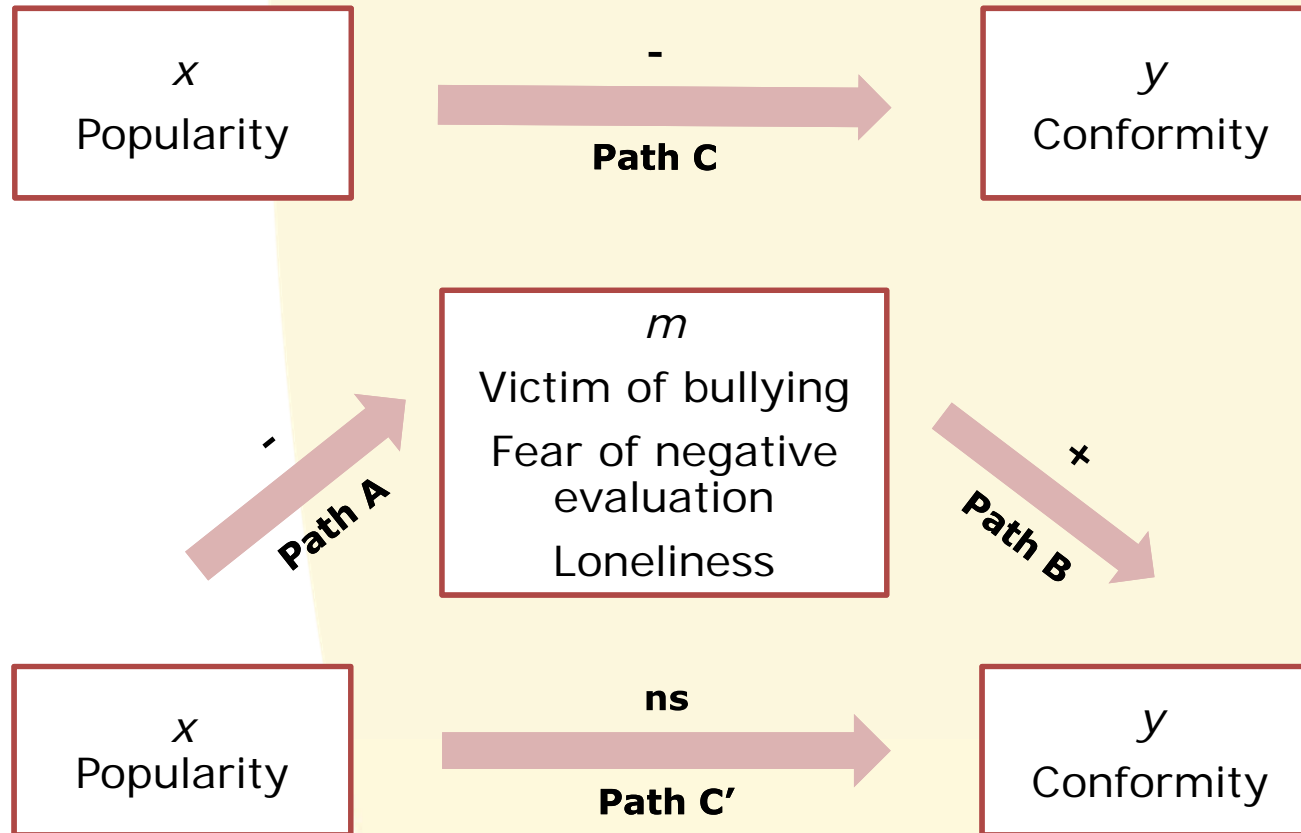 x
Popularity
-
Path C
y
Conformity
m
Victim of bullying
Fear of negative
evaluation
Loneliness
-
Path A
+
Path B
x
Popularity
ns
Path C’
y
Conformity